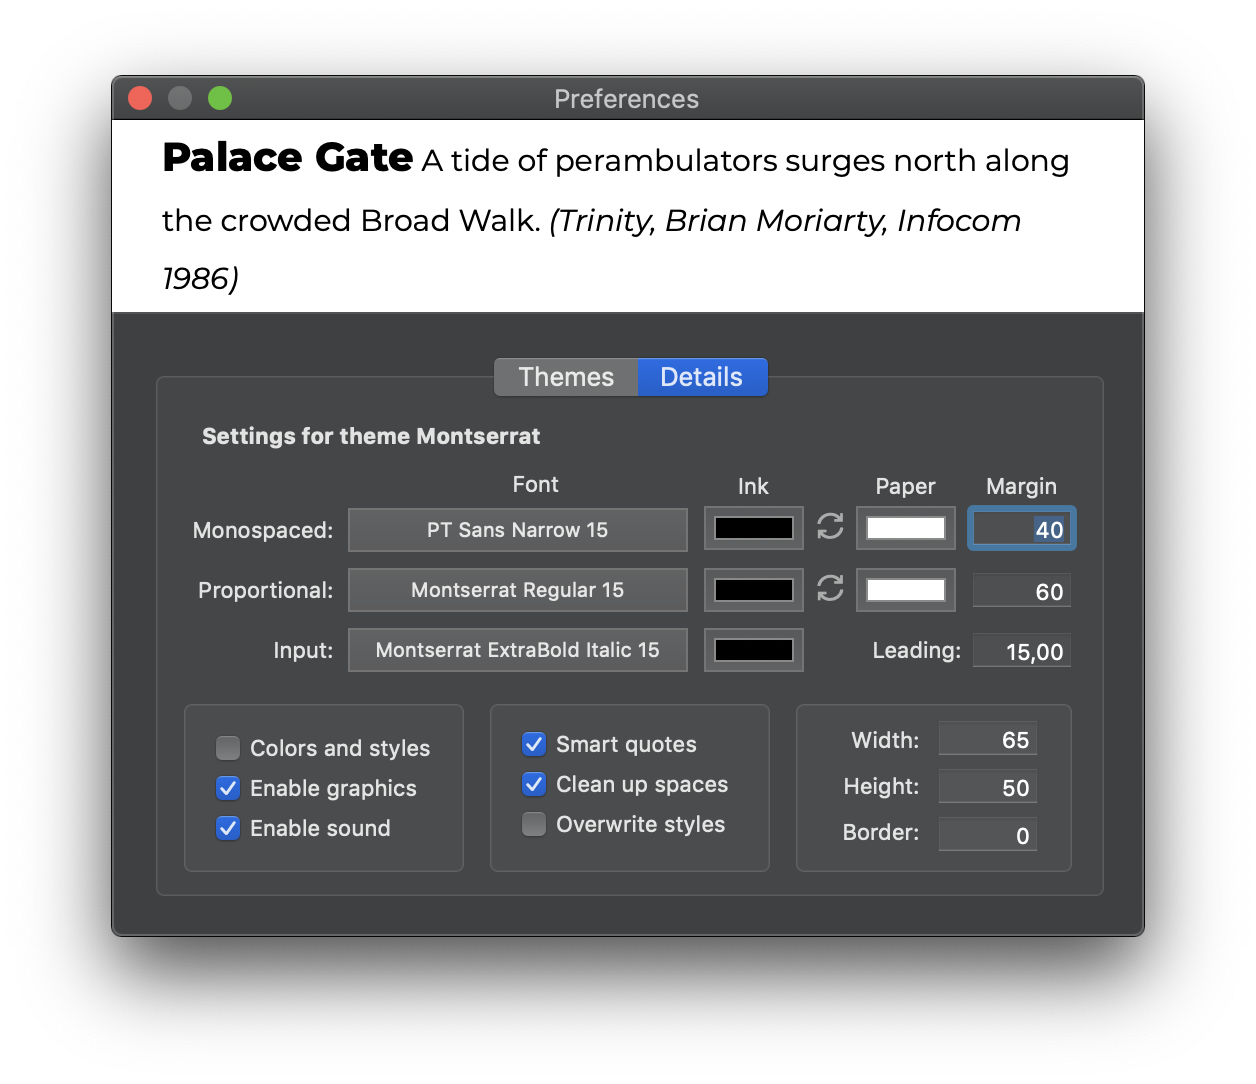 Preferences
Palace Gate A tide of perambulators surges north along
the crowded Broad Walk. (Trinity, Brian Moriarty, Infocom
1986)
Themes Details
Settings for theme Montserrat
Font Ink Paper Margin
Monospaced: PT Sans Narrow 15 40
Proportional: Montserrat Regular 15 60
Input: Montserrat ExtraBold Italic 15 Leading: 15,00
Colors and styles
Enable graphics
Enable sound
Smart quotes
Clean up spaces
Overwrite styles
Width: 65
Height: 50
Border: 0